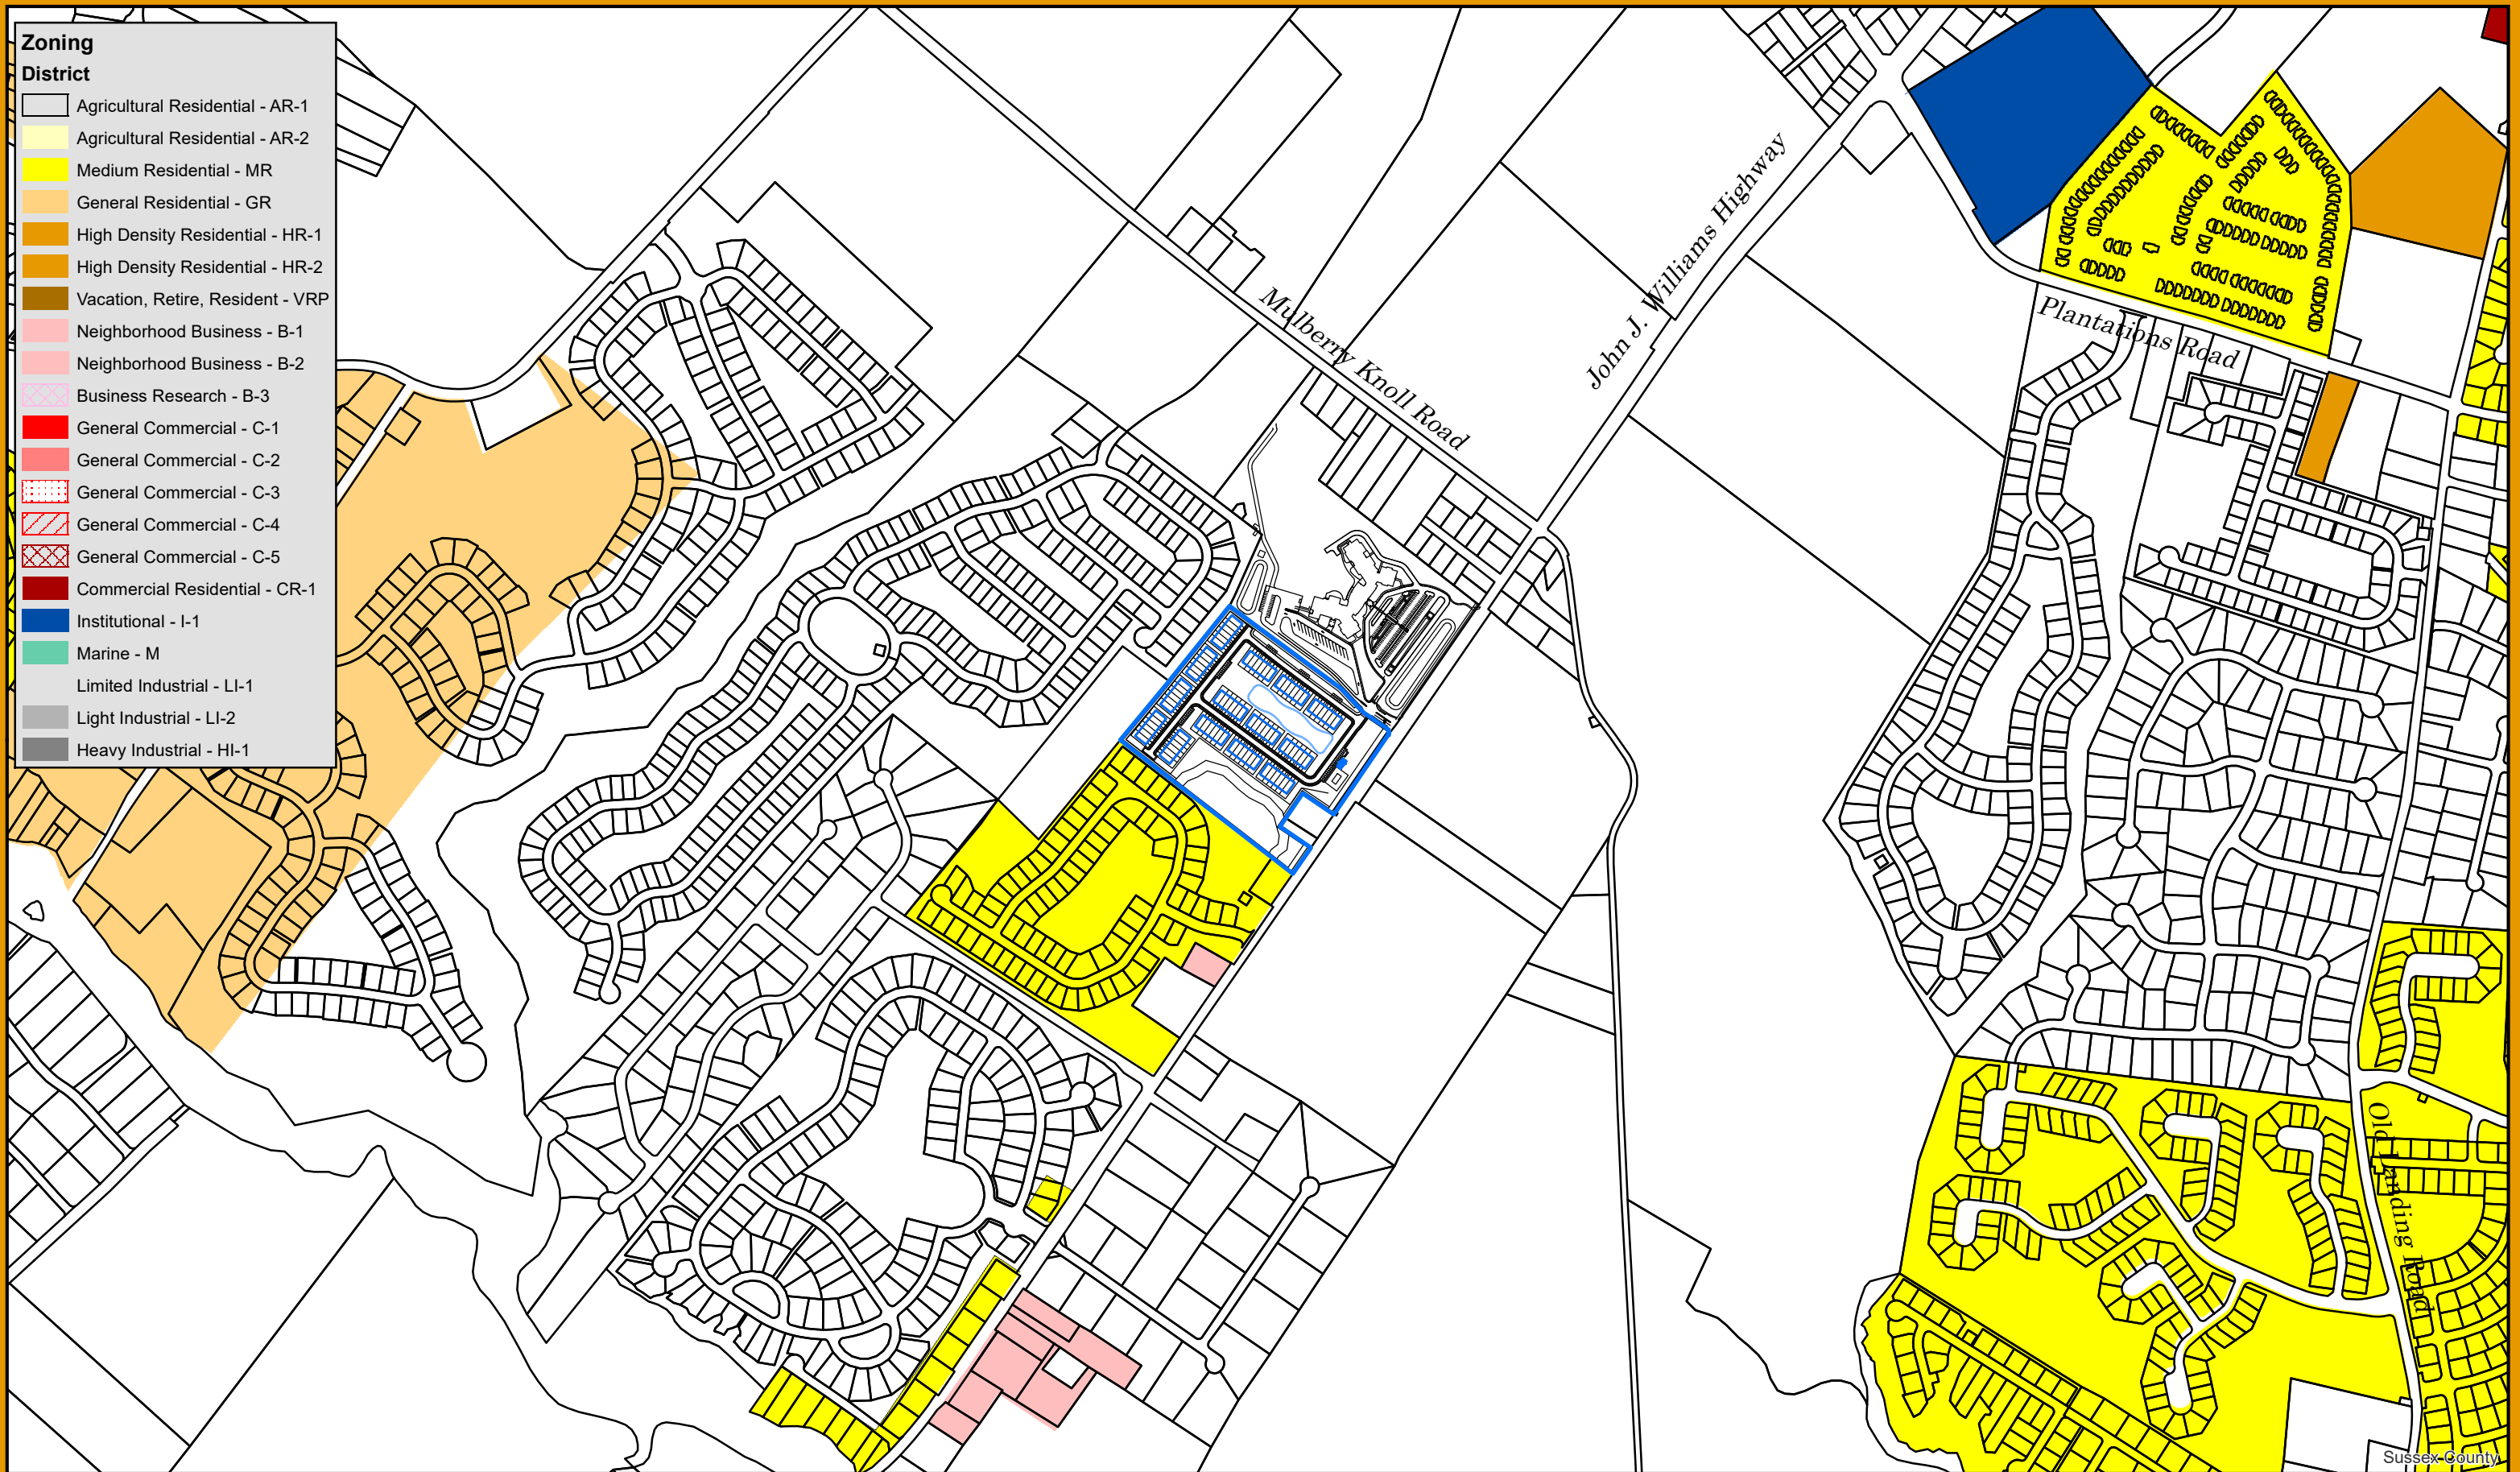 Zoning
District
Agricultural Residential - AR-1
Agricultural Residential - AR-2
Medium Residential - MR
General Residential - GR
High Density Residential - HR-1
High Density Residential - HR-2
Vacation, Retire, Resident - VRP
Neighborhood Business - B-1
Neighborhood Business - B-2
Business Research - B-3
General Commercial - C-1
General Commercial - C-2
General Commercial - C-3
General Commercial - C-4
General Commercial - C-5
Commercial Residential - CR-1
Institutional - I-1
Marine - M
Limited Industrial - LI-1
Light Industrial - LI-2
Heavy Industrial - HI-1
Mulberry Knoll Road
John J. Williams Highway
Plantations Road
Old Landing Road
Sussex County